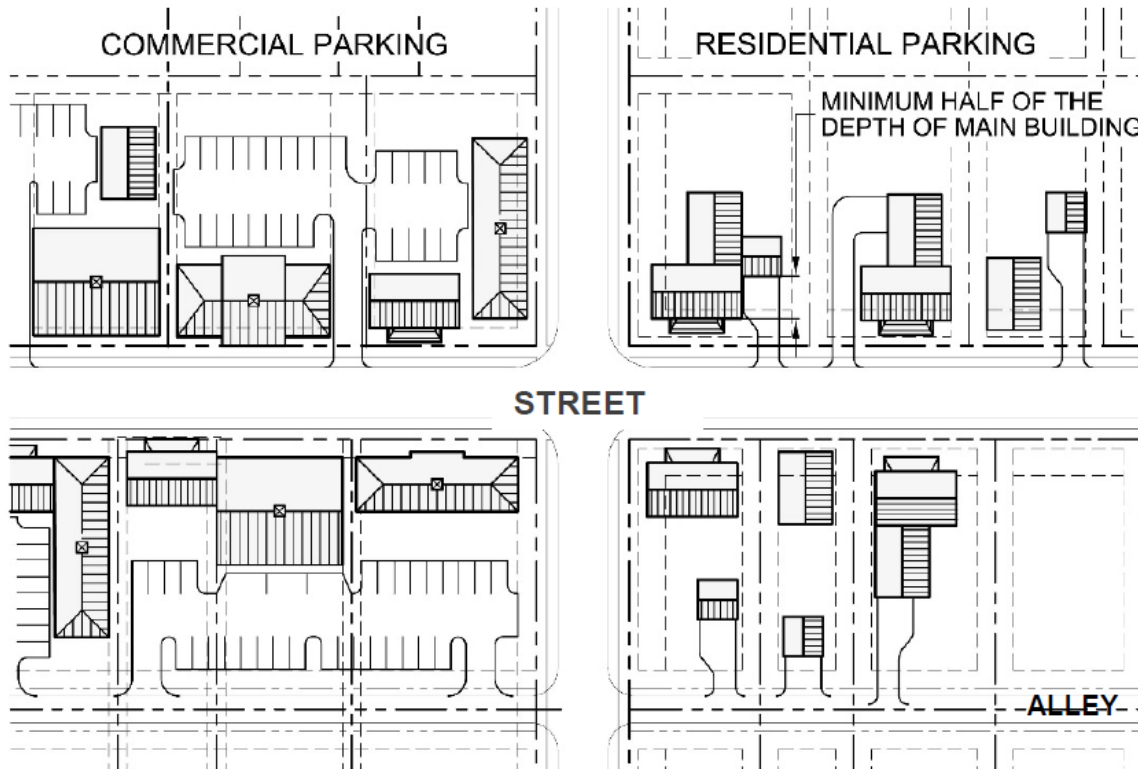 COMMERCIAL PARKING
RESIDENTIAL PARKING
MINIMUM HALF OF THE
DEPTH OF MAIN BUILDING
STREET
ALLEY